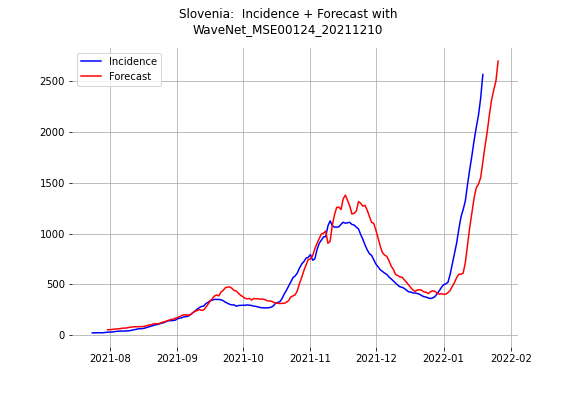 Slovenia:  Incidence + Forecast with
WaveNet_MSE00124_20211210
Incidence
Forecast
2500
2000
1500
1000
500
0
2021-08 2021-09 2021-10 2021-11 2021-12 2022-01 2022-02